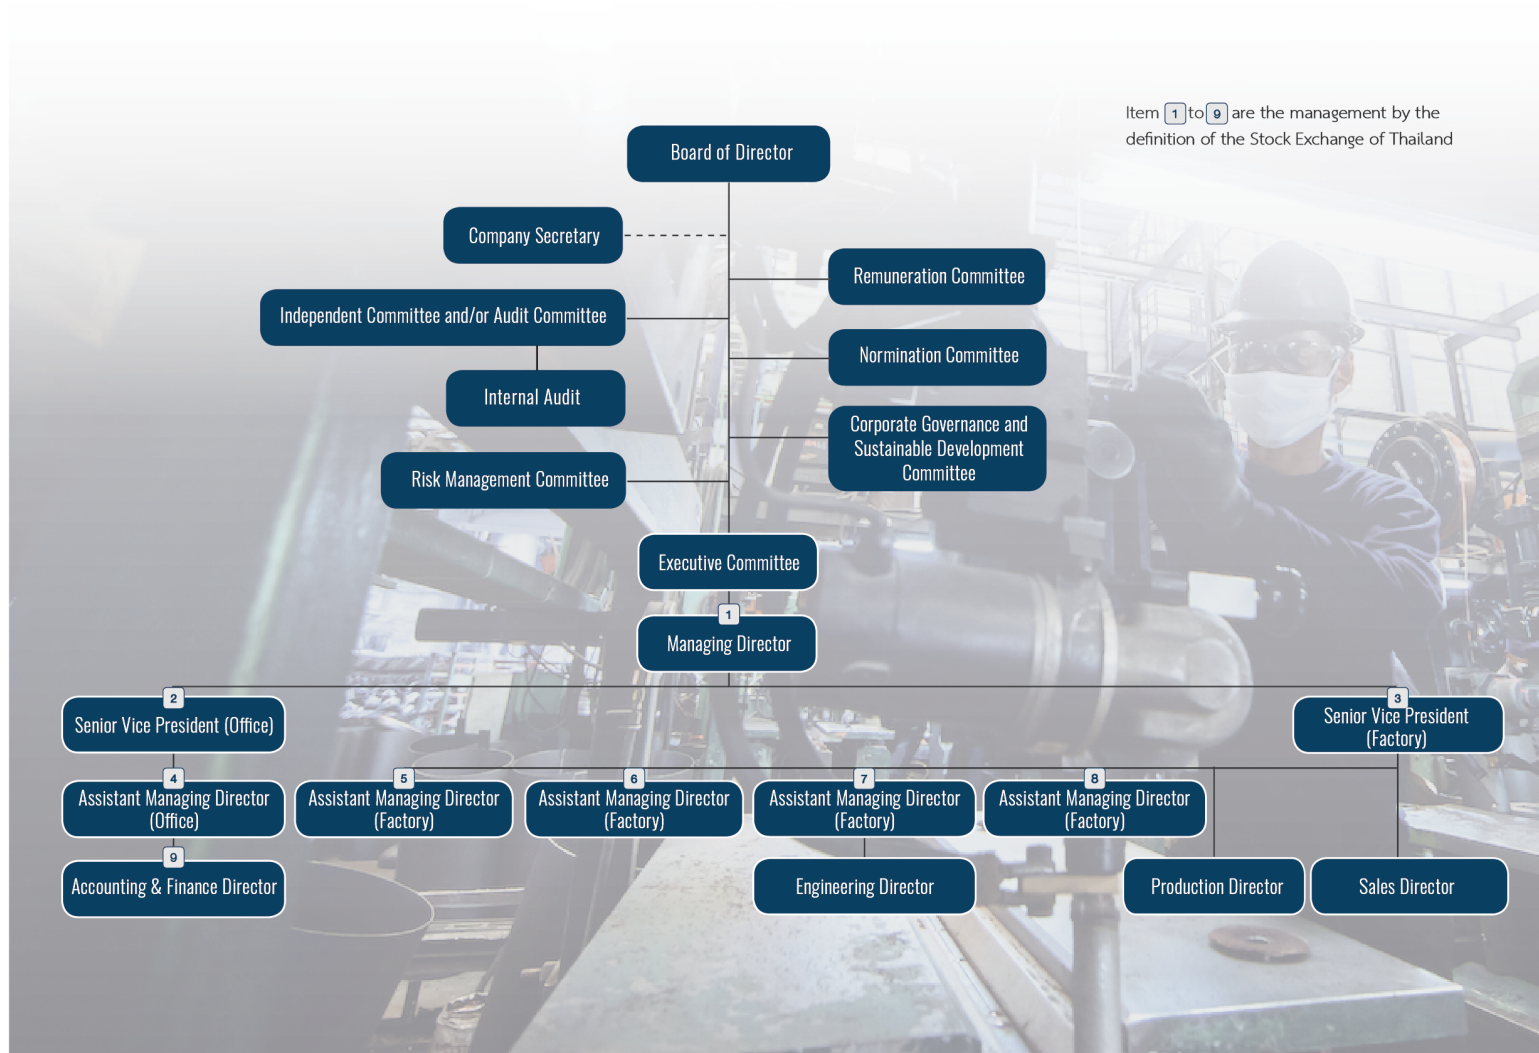 Item 1 to 9 are the management by the
definition of the Stock Exchange of Thailand
Board of Director
Company Secretary
Remuneration Committee
Independent Committee and/or Audit Committee
Normination Committee
Internal Audit
Corporate Governance and
Sustainable Development
Committee
Risk Management Committee
Executive Committee
1
Managing Director
2
Senior Vice President (Office)
3
Senior Vice President
(Factory)
4
Assistant Managing Director
(Office)
5
Assistant Managing Director
(Factory)
6
Assistant Managing Director
(Factory)
7
Assistant Managing Director
(Factory)
8
Assistant Managing Director
(Factory)
9
Accounting & Finance Director
Engineering Director
Production Director
Sales Director